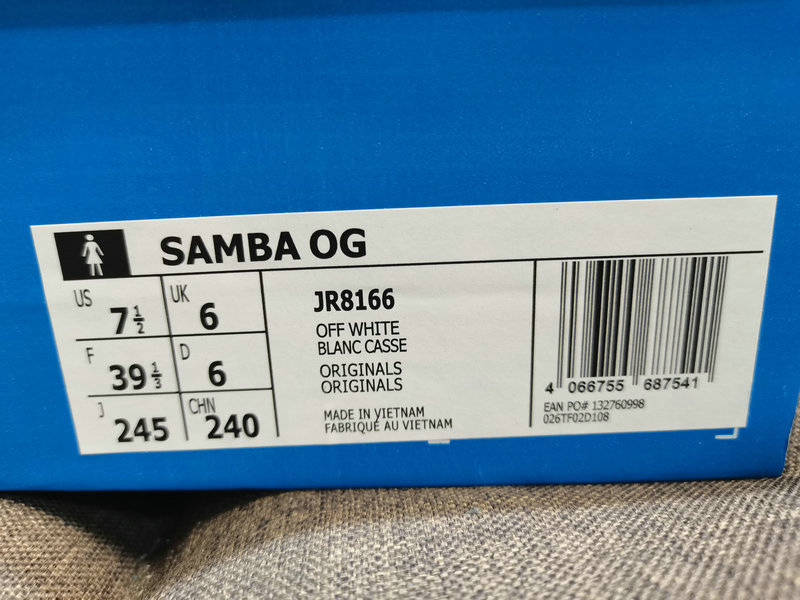 SAMBA OG
US 7 1/2 UK 6
F 39 1/3 D 6
J 245 CHN 240
JR8166
OFF WHITE
BLANC CASSE
ORIGINALS
ORIGINALS
MADE IN VIETNAM
FABRIQUÉ AU VIETNAM
4 066755 687541
EAN PO# 132760998
026TF02D108